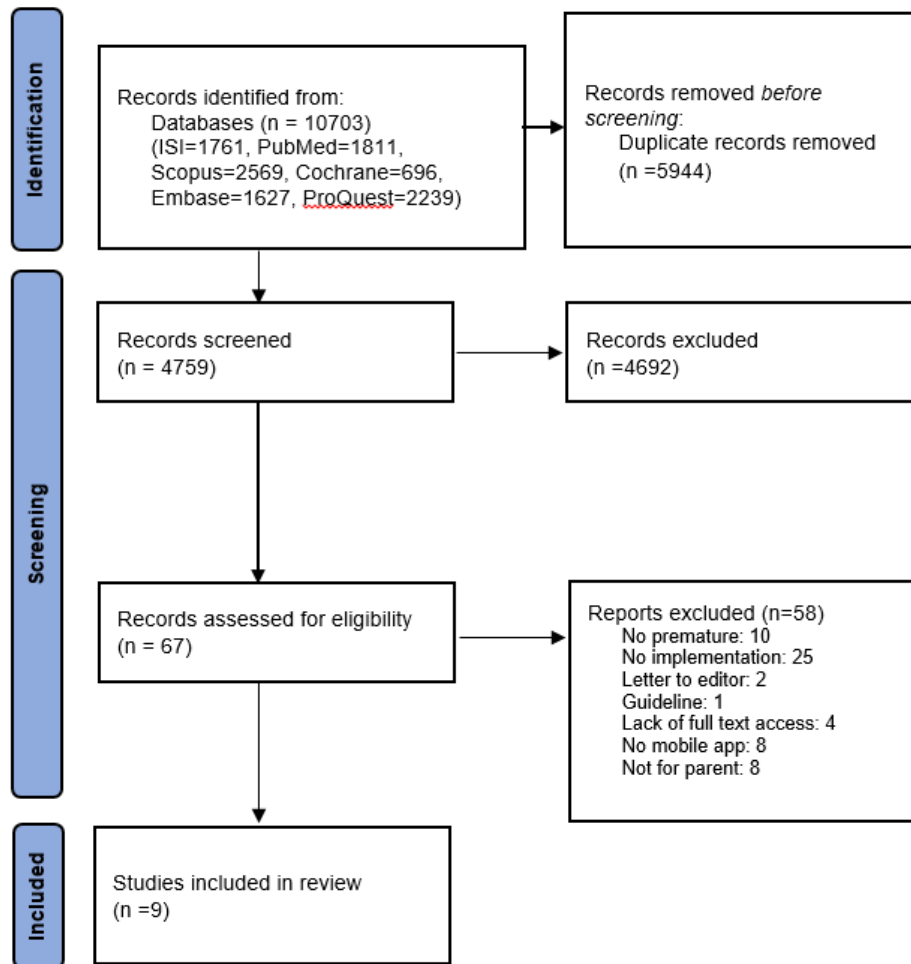 Identification
Records identified from:
Databases (n = 10703)
(ISI=1761, PubMed=1811,
Scopus=2569, Cochrane=696,
Embase=1627, ProQuest=2239)
Records removed before
screening:
Duplicate records removed
(n =5944)
Screening
Records screened
(n = 4759)
Records excluded
(n =4692)
Records assessed for eligibility
(n = 67)
Reports excluded (n=58)
No premature: 10
No implementation: 25
Letter to editor: 2
Guideline: 1
Lack of full text access: 4
No mobile app: 8
Not for parent: 8
Included
Studies included in review
(n =9)